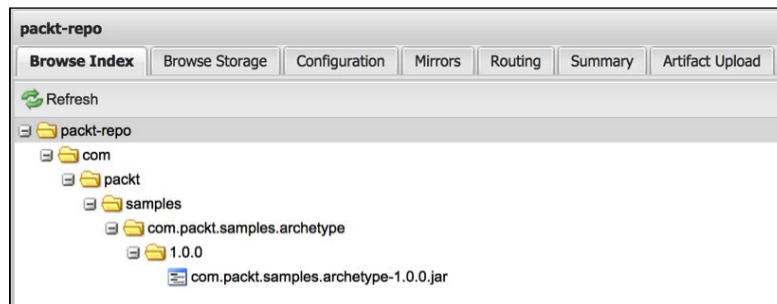 packt-repo
Browse Index Browse Storage Configuration Mirrors Routing Summary Artifact Upload
Refresh
packt-repo
com
packt
samples
com.packt.samples.archetype
1.0.0
com.packt.samples.archetype-1.0.0.jar